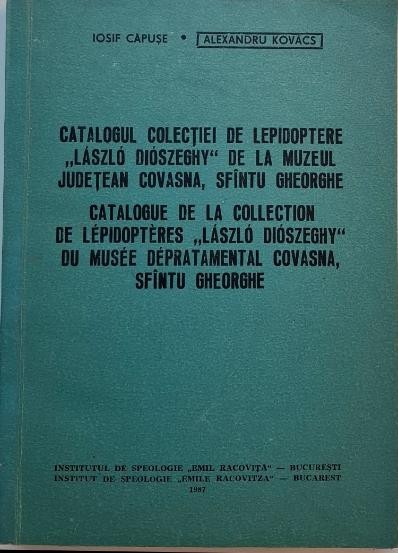 IOSIF CĂPUȘE • ALEXANDRU KOVÁCS
CATALOGUL COLECȚIEI DE LEPIDOPTERE
„LÁSZLÓ DIÓSZEGHY“ DE LA MUZEUL
JUDEȚEAN COVASNA, SFÎNTU GHEORGHE
CATALOGUE DE LA COLLECTION
DE LÉPIDOPTÈRES „LÁSZLÓ DIÓSZEGHY“
DU MUSÉE DÉPRATAMENTAL COVASNA,
SFÎNTU GHEORGHE
INSTITUTUL DE SPEOLOGIE „EMIL RACOVIȚĂ“ — BUCUREȘTI
INSTITUT DE SPEOLOGIE „EMILE RACOVITZA“ — BUCAREST
1987